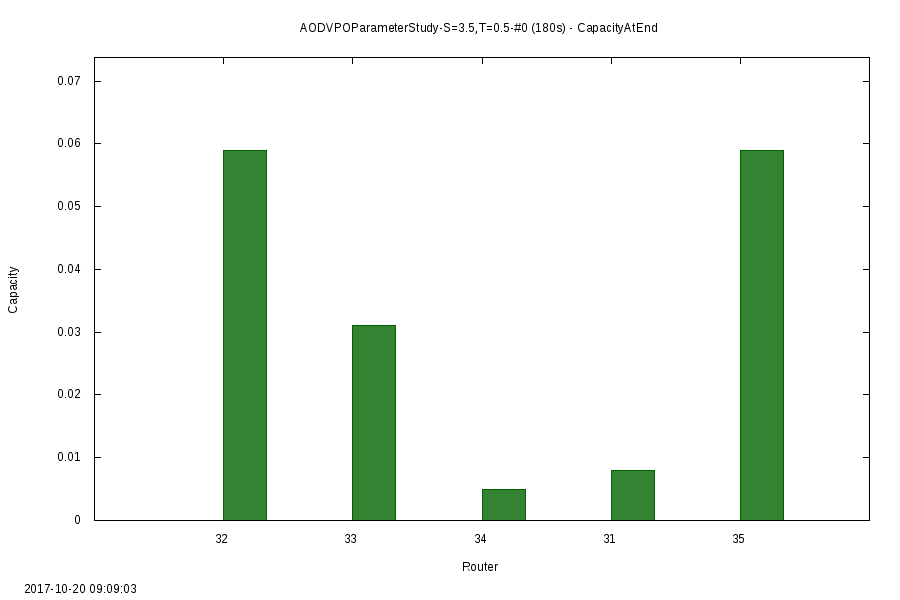 AODVPOParameterStudy-S=3.5,T=0.5-#0 (180s) - CapacityAtEnd
0.07
0.06
0.05
0.04
0.03
0.02
0.01
0
Capacity
32 33 34 31 35
Router
2017-10-20 09:09:03